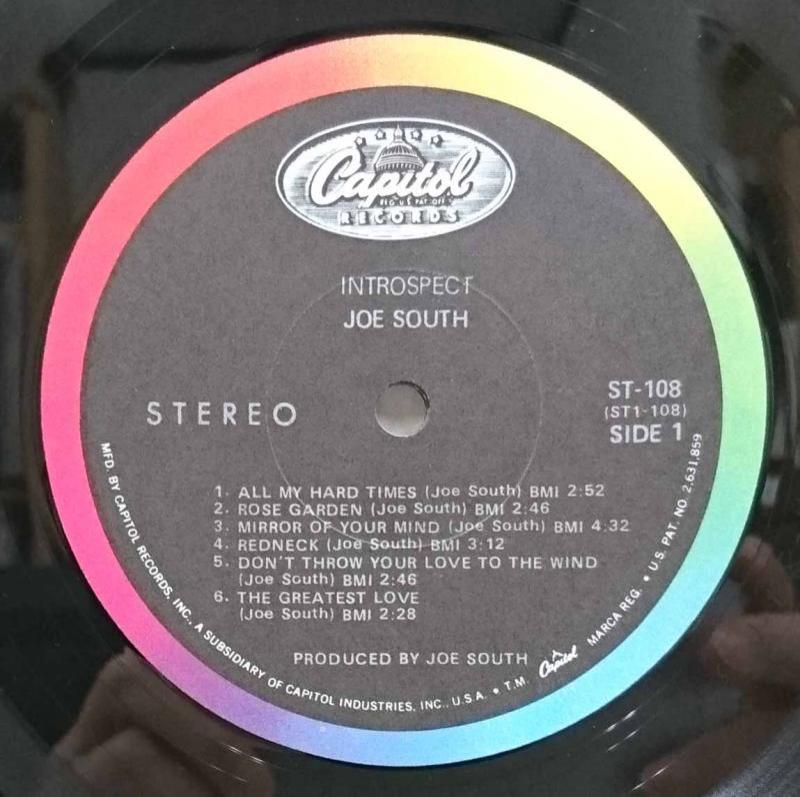 Capitol
REG. U.S. PAT. OFF.
RECORDS
INTROSPECT
JOE SOUTH
STEREO
ST-108
(ST1-108)
SIDE 1
1. ALL MY HARD TIMES (Joe South) BMI 2:52
2. ROSE GARDEN (Joe South) BMI 2:46
3. MIRROR OF YOUR MIND (Joe South) BMI 4:32
4. REDNECK (Joe South) BMI 3:12
5. DON'T THROW YOUR LOVE TO THE WIND
(Joe South) BMI 2:46
6. THE GREATEST LOVE
(Joe South) BMI 2:28
PRODUCED BY JOE SOUTH
MFD. BY CAPITOL RECORDS, INC., A SUBSIDIARY OF CAPITOL INDUSTRIES, INC., U.S.A. • T.M. Capitol MARCA REG. • U.S. PAT. NO. 2,631,859